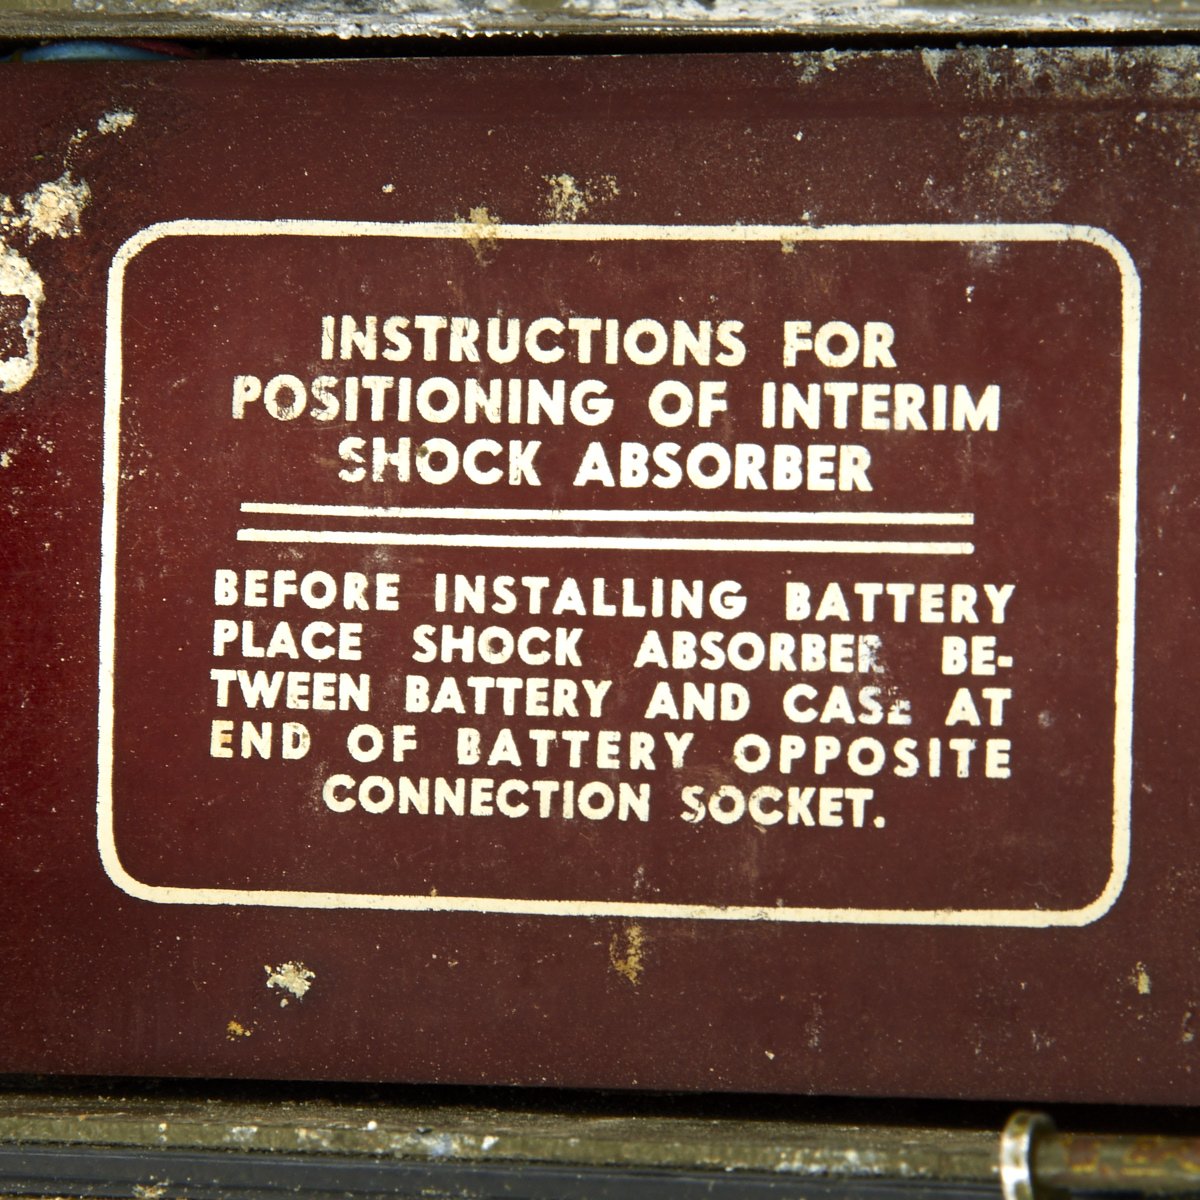 INSTRUCTIONS FOR
POSITIONING OF INTERIM
SHOCK ABSORBER
BEFORE INSTALLING BATTERY
PLACE SHOCK ABSORBER BE-
TWEEN BATTERY AND CASE AT
END OF BATTERY OPPOSITE
CONNECTION SOCKET.